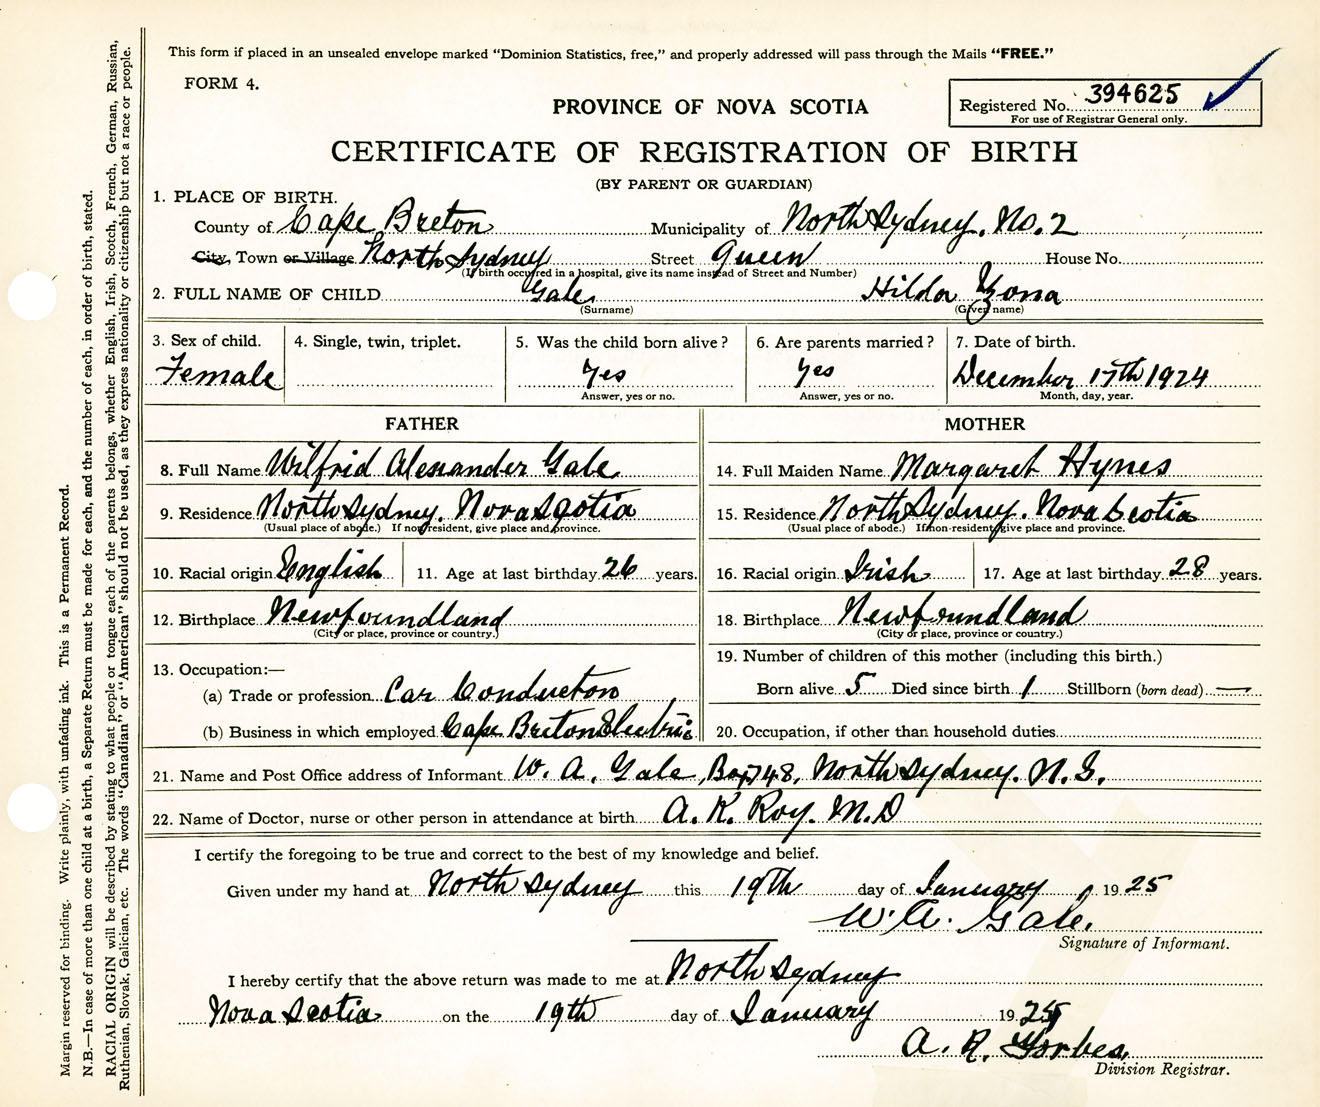 This form if placed in an unsealed envelope marked "Dominion Statistics, free," and properly addressed will pass through the Mails "FREE."
FORM 4.
Registered No. 394625
For use of Registrar General only.
PROVINCE OF NOVA SCOTIA
CERTIFICATE OF REGISTRATION OF BIRTH
(BY PARENT OR GUARDIAN)
1. PLACE OF BIRTH.
County of Cape Breton Municipality of North Sydney. No. 2
City, Town or Village North Sydney Street Queen House No.
(If birth occurred in a hospital, give its name instead of Street and Number)
2. FULL NAME OF CHILD Gale Hilda Zona
(Surname) (Given name)
3. Sex of child. 4. Single, twin, triplet. 5. Was the child born alive? 6. Are parents married? 7. Date of birth.
Female Yes Yes December 17th 1924
Answer, yes or no. Answer, yes or no. Month, day, year.
FATHER MOTHER
8. Full Name Wilfrid Alexander Gale 14. Full Maiden Name Margaret Hynes
9. Residence North Sydney. Nova Scotia 15. Residence North Sydney. Nova Scotia
(Usual place of abode.) If non-resident, give place and province. (Usual place of abode.) If non-resident, give place and province.
10. Racial origin English 11. Age at last birthday 26 years. 16. Racial origin Irish 17. Age at last birthday 28 years.
12. Birthplace Newfoundland 18. Birthplace Newfoundland
(City or place, province or country.) (City or place, province or country.)
13. Occupation:— 19. Number of children of this mother (including this birth.)
(a) Trade or profession Car Conductor Born alive 5 Died since birth 1 Stillborn (born dead) —
(b) Business in which employed Cape Breton Electric 20. Occupation, if other than household duties
21. Name and Post Office address of Informant W. A. Gale, Box 748, North Sydney. N. S.
22. Name of Doctor, nurse or other person in attendance at birth A. K. Roy. M.D
I certify the foregoing to be true and correct to the best of my knowledge and belief.
Given under my hand at North Sydney this 19th day of January 1925
W. A. Gale.
Signature of Informant.
I hereby certify that the above return was made to me at North Sydney
Nova Scotia on the 19th day of January 1925
A. R. Forbes.
Division Registrar.
Margin reserved for binding. Write plainly, with unfading ink. This is a Permanent Record.
N.B.—In case of more than one child at a birth, a Separate Return must be made for each, and the number of each, in order of birth, stated.
RACIAL ORIGIN will be described by stating to what people or tongue each of the parents belongs, whether English, Irish, Scotch, French, German, Russian,
Ruthenian, Slovak, Galician, etc. The words "Canadian" or "American" should not be used, as they express nationality or citizenship but not a race or people.